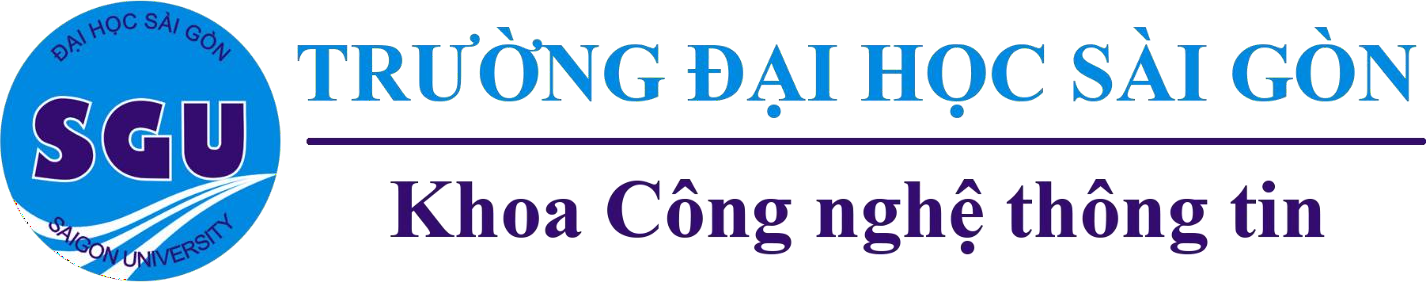 ĐẠI HỌC SÀI GÒN
SGU
SAIGON UNIVERSITY
TRƯỜNG ĐẠI HỌC SÀI GÒN
Khoa Công nghệ thông tin